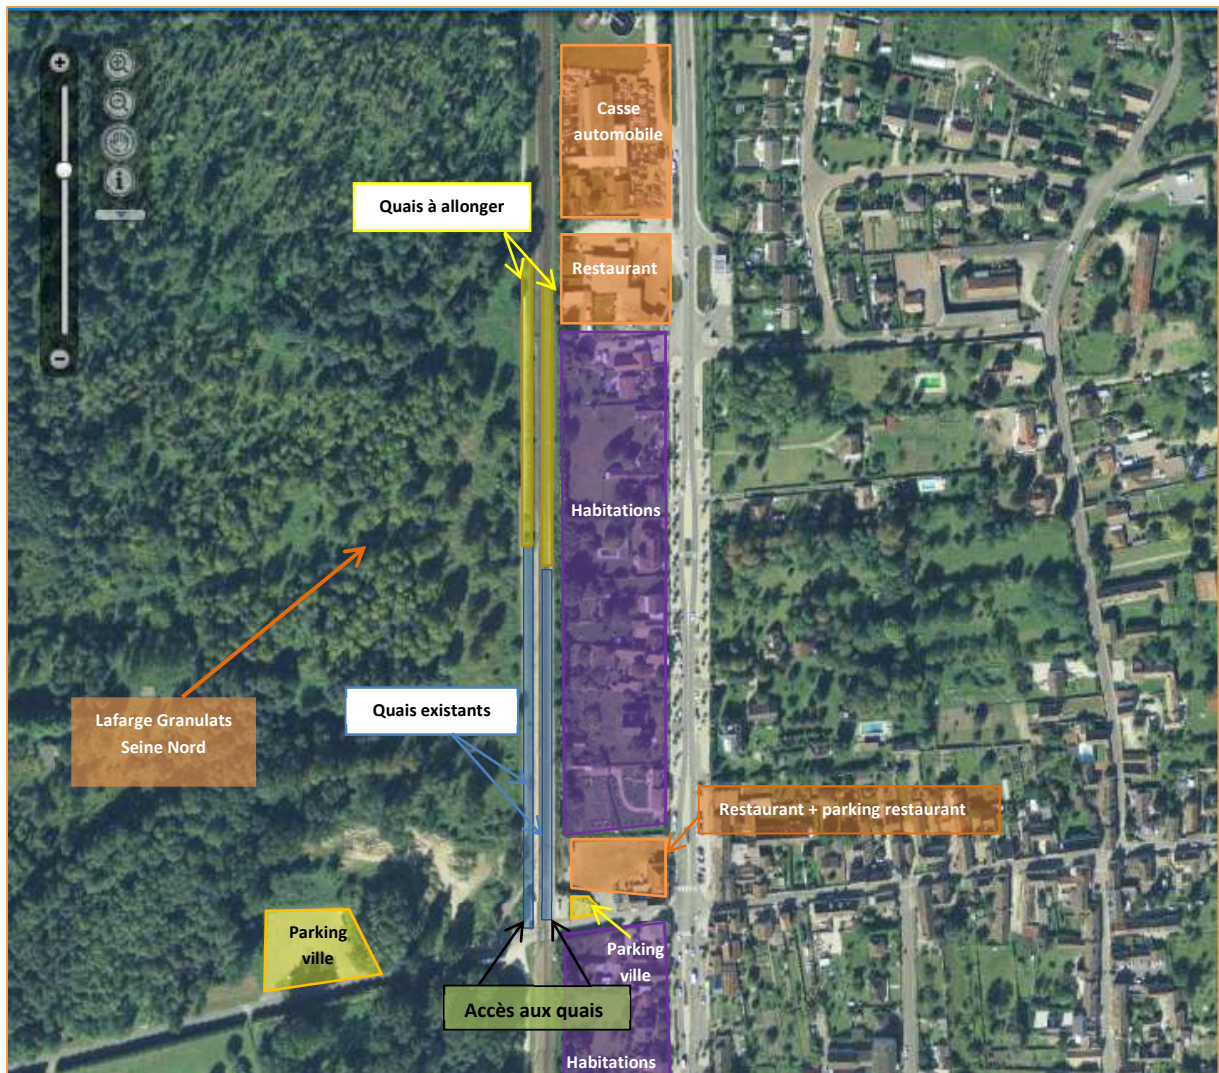 Casse
automobile
Quais à allonger
Restaurant
Habitations
Lafarge Granulats
Seine Nord
Quais existants
Restaurant + parking restaurant
Parking
ville
Parking
ville
Accès aux quais
Habitations